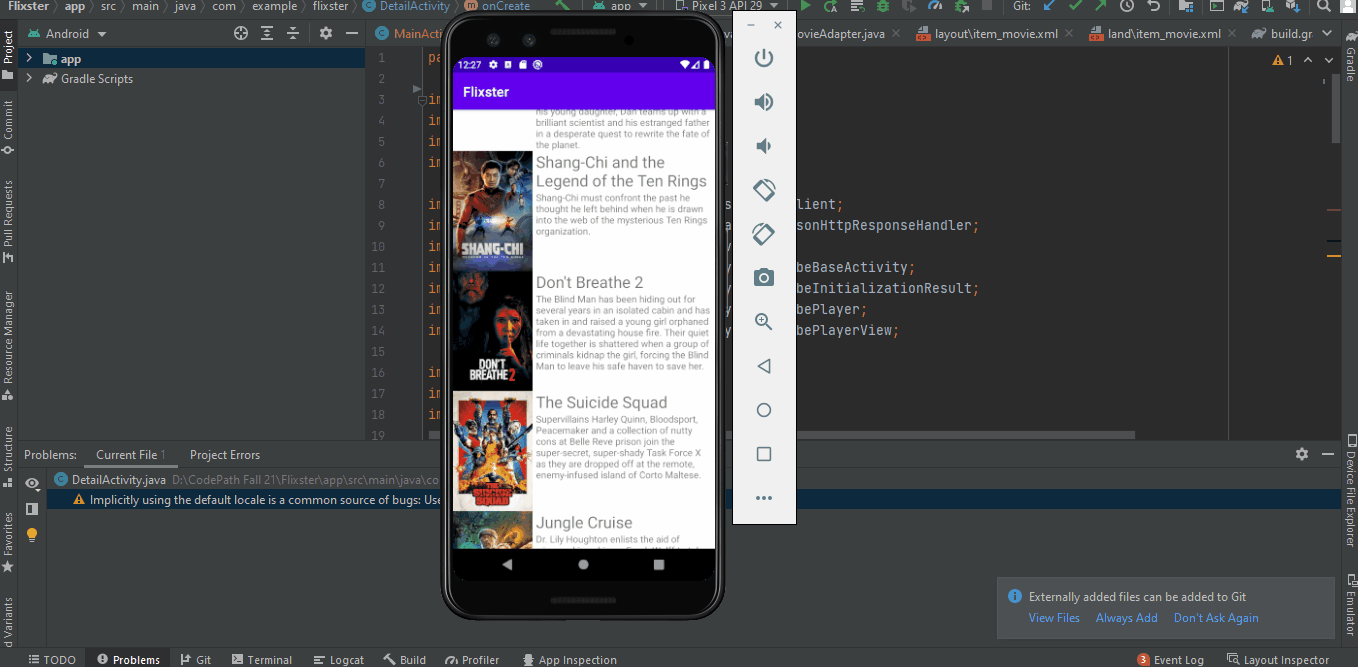 Flixster
app
src
main
java
com
example
flixster
DetailActivity
onCreate
app
Pixel 3 API 29
Git:
Android
MainActi
ovieAdapter.java
layout\item_movie.xml
land\item_movie.xml
build.gr
Project
Commit
Pull Requests
Resource Manager
Structure
Favorites
d Variants
app
Gradle Scripts
1
2
3
4
5
6
7
8
9
10
11
12
13
14
15
16
17
18
19
pa
im
im
im
im
im
im
im
im
im
im
im
im
im
im
lient;
sonHttpResponseHandler;
beBaseActivity;
beInitializationResult;
bePlayer;
bePlayerView;
1
Gradle
Device File Explorer
Emulator
12:27
Flixster
his young daughter, Dan teams up with a
brilliant scientist and his estranged father
in a desperate quest to rewrite the fate of
the planet.
Shang-Chi and the
Legend of the Ten Rings
Shang-Chi must confront the past he
thought he left behind when he is drawn
into the web of the mysterious Ten Rings
organization.
SHANG-CHI
Don't Breathe 2
The Blind Man has been hiding out for
several years in an isolated cabin and has
taken in and raised a young girl orphaned
from a devastating house fire. Their quiet
life together is shattered when a group of
criminals kidnap the girl, forcing the Blind
Man to leave his safe haven to save her.
DON'T
BREATHE 2
The Suicide Squad
Supervillains Harley Quinn, Bloodsport,
Peacemaker and a collection of nutty
cons at Belle Reve prison join the
super-secret, super-shady Task Force X
as they are dropped off at the remote,
enemy-infused island of Corto Maltese.
THE
SUICIDE
SQUAD
Jungle Cruise
Dr. Lily Houghton enlists the aid of
Problems:
Current File 1
Project Errors
DetailActivity.java D:\CodePath Fall 21\Flixster\app\src\main\java\co
Implicitly using the default locale is a common source of bugs: Use
Externally added files can be added to Git
View Files
Always Add
Don't Ask Again
TODO
Problems
Git
Terminal
Logcat
Build
Profiler
App Inspection
3
Event Log
Layout Inspector